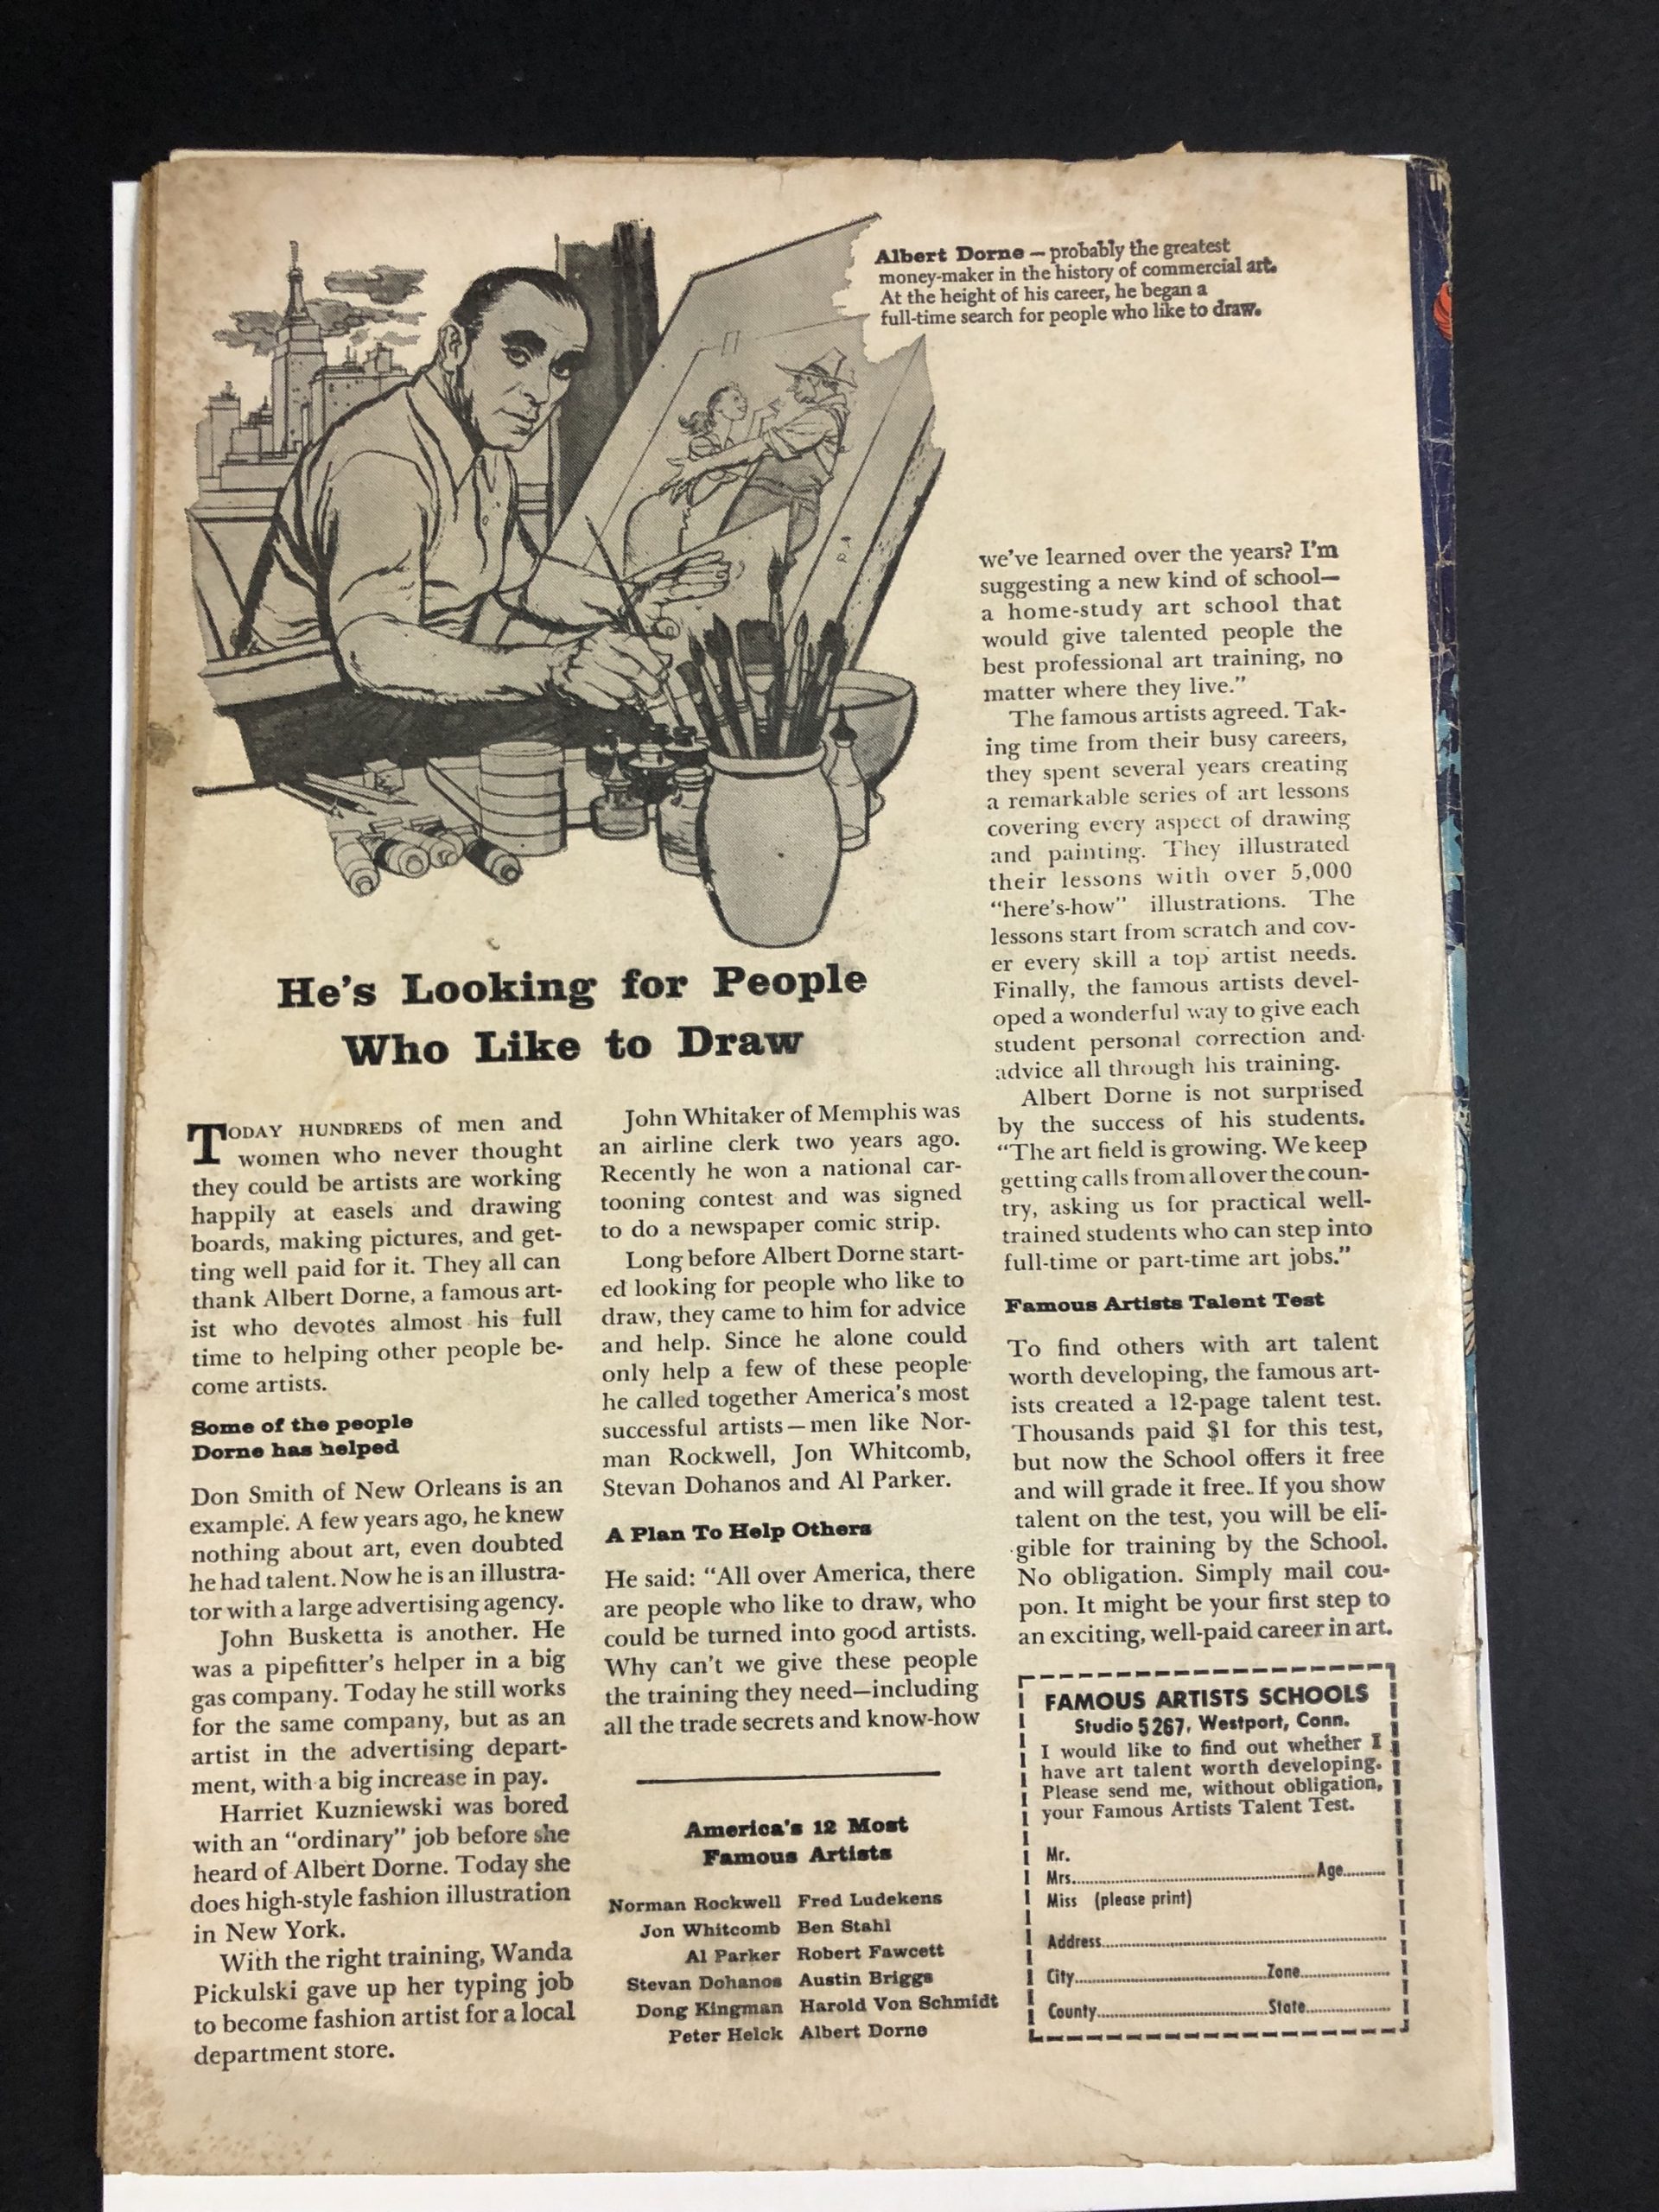 Albert Dorne — probably the greatest
money-maker in the history of commercial art.
At the height of his career, he began a
full-time search for people who like to draw.
He's Looking for People
Who Like to Draw
TODAY HUNDREDS of men and
women who never thought
they could be artists are working
happily at easels and drawing
boards, making pictures, and get-
ting well paid for it. They all can
thank Albert Dorne, a famous art-
ist who devotes almost his full
time to helping other people be-
come artists.
Some of the people
Dorne has helped
Don Smith of New Orleans is an
example. A few years ago, he knew
nothing about art, even doubted
he had talent. Now he is an illustra-
tor with a large advertising agency.
John Busketta is another. He
was a pipefitter's helper in a big
gas company. Today he still works
for the same company, but as an
artist in the advertising depart-
ment, with a big increase in pay.
Harriet Kuzniewski was bored
with an "ordinary" job before she
heard of Albert Dorne. Today she
does high-style fashion illustration
in New York.
With the right training, Wanda
Pickulski gave up her typing job
to become fashion artist for a local
department store.
John Whitaker of Memphis was
an airline clerk two years ago.
Recently he won a national car-
tooning contest and was signed
to do a newspaper comic strip.
Long before Albert Dorne start-
ed looking for people who like to
draw, they came to him for advice
and help. Since he alone could
only help a few of these people
he called together America's most
successful artists — men like Nor-
man Rockwell, Jon Whitcomb,
Stevan Dohanos and Al Parker.
A Plan To Help Others
He said: "All over America, there
are people who like to draw, who
could be turned into good artists.
Why can't we give these people
the training they need—including
all the trade secrets and know-how
America's 12 Most
Famous Artists
Norman Rockwell Fred Ludekens
Jon Whitcomb Ben Stahl
Al Parker Robert Fawcett
Stevan Dohanos Austin Briggs
Dong Kingman Harold Von Schmidt
Peter Helck Albert Dorne
we've learned over the years? I'm
suggesting a new kind of school—
a home-study art school that
would give talented people the
best professional art training, no
matter where they live."
The famous artists agreed. Tak-
ing time from their busy careers,
they spent several years creating
a remarkable series of art lessons
covering every aspect of drawing
and painting. They illustrated
their lessons with over 5,000
"here's-how" illustrations. The
lessons start from scratch and cov-
er every skill a top artist needs.
Finally, the famous artists devel-
oped a wonderful way to give each
student personal correction and
advice all through his training.
Albert Dorne is not surprised
by the success of his students.
"The art field is growing. We keep
getting calls from all over the coun-
try, asking us for practical well-
trained students who can step into
full-time or part-time art jobs."
Famous Artists Talent Test
To find others with art talent
worth developing, the famous art-
ists created a 12-page talent test.
Thousands paid $1 for this test,
but now the School offers it free
and will grade it free. If you show
talent on the test, you will be eli-
gible for training by the School.
No obligation. Simply mail cou-
pon. It might be your first step to
an exciting, well-paid career in art.
FAMOUS ARTISTS SCHOOLS
Studio 5267, Westport, Conn.
I would like to find out whether I
have art talent worth developing.
Please send me, without obligation,
your Famous Artists Talent Test.
Mr.
Mrs. Age
Miss (please print)
Address
City Zone
County State